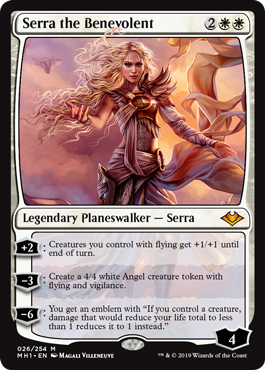 Serra the Benevolent 2
Legendary Planeswalker — Serra
+2: Creatures you control with flying get +1/+1 until
end of turn.
−3: Create a 4/4 white Angel creature token with
flying and vigilance.
−6: You get an emblem with “If you control a creature,
damage that would reduce your life total to less
than 1 reduces it to 1 instead.”
4
026/254 M
MH1 • EN MAGALI VILLENEUVE
™ & © 2019 Wizards of the Coast